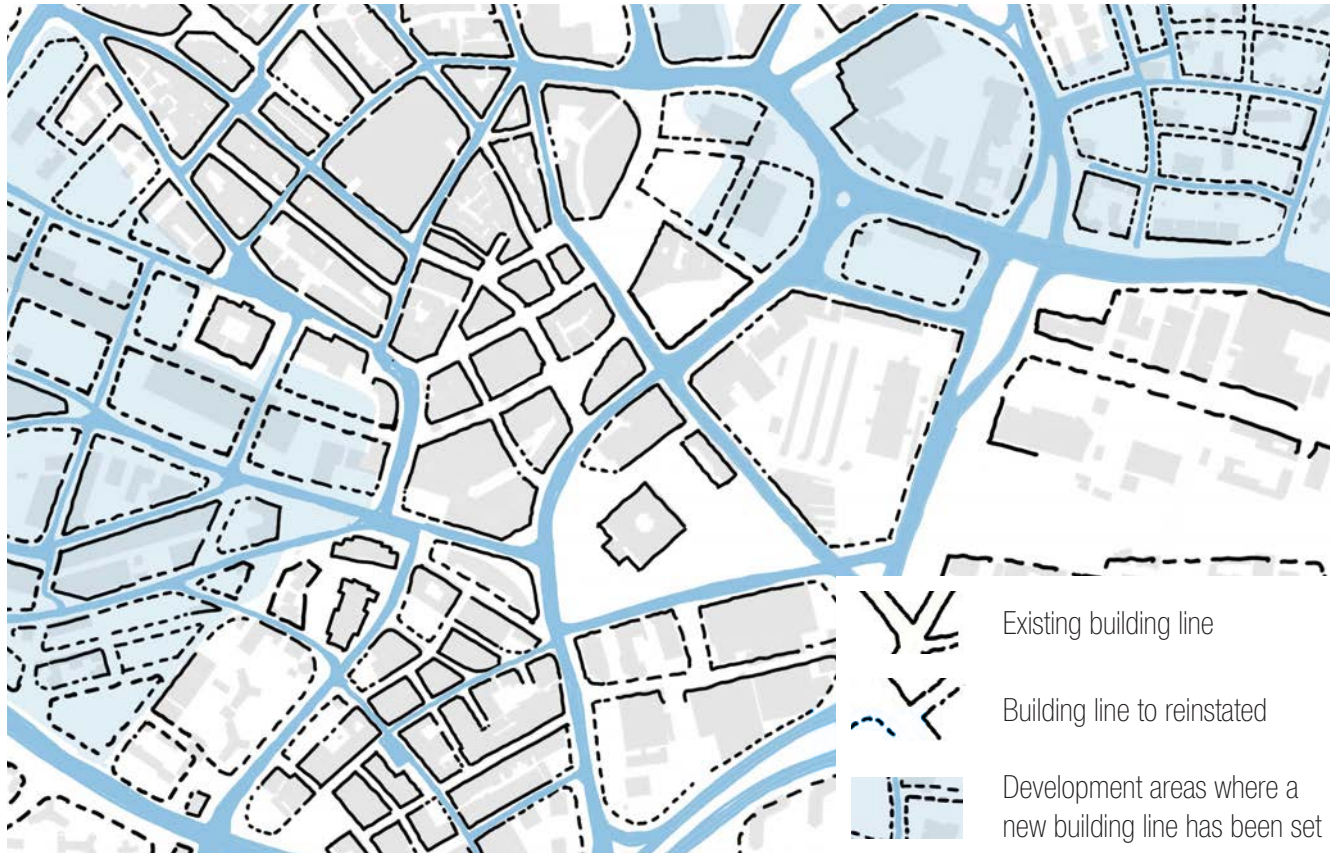 Existing building line
Building line to reinstated
Development areas where a
new building line has been set